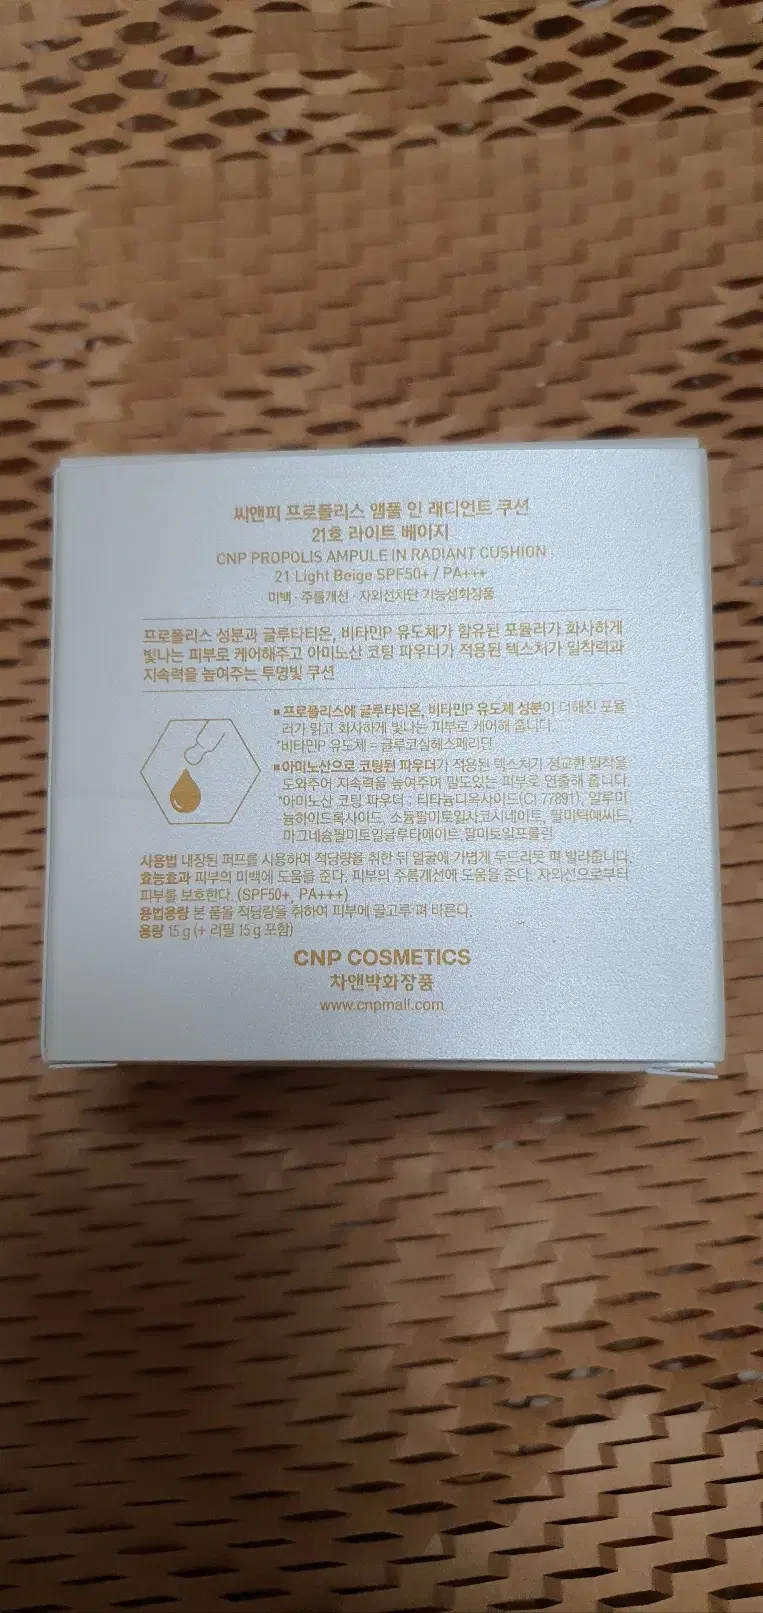 씨앤피 프로폴리스 앰플 인 래디언트 쿠션
21호 라이트 베이지
CNP PROPOLIS AMPULE IN RADIANT CUSHION
21 Light Beige SPF50+ / PA+++
미백 · 주름개선 · 자외선차단 기능성화장품
프로폴리스 성분과 글루타티온, 비타민P 유도체가 함유된 포뮬러가 화사하게
빛나는 피부로 케어해주고 아미노산 코팅 파우더가 적용된 텍스처가 밀착력과
지속력을 높여주는 투명빛 쿠션
■ 프로폴리스에 글루타티온, 비타민P 유도체 성분이 더해진 포뮬
러가 맑고 화사하게 빛나는 피부로 케어해 줍니다.
*비타민P 유도체 = 글루코실헤스페리딘
■ 아미노산으로 코팅된 파우더가 적용된 텍스처가 정교한 밀착을
도와주어 지속력을 높여주며 밀도있는 피부로 연출해 줍니다.
*아미노산 코팅 파우더 : 티타늄디옥사이드(CI 77891), 알루미
늄하이드록사이드, 소듐팔미토일사코시네이트, 팔미틱애씨드,
마그네슘팔미토일글루타메이트, 팔미토일프롤린
사용법 내장된 퍼프를 사용하여 적당량을 취한 뒤 얼굴에 가볍게 두드리듯 펴 발라줍니다.
효능효과 피부의 미백에 도움을 준다. 피부의 주름개선에 도움을 준다. 자외선으로부터
피부를 보호한다. (SPF50+, PA+++)
용법용량 본 품을 적당량을 취하여 피부에 골고루 펴 바른다.
용량 15 g (+ 리필 15 g 포함)
CNP COSMETICS
차앤박화장품
www.cnpmall.com